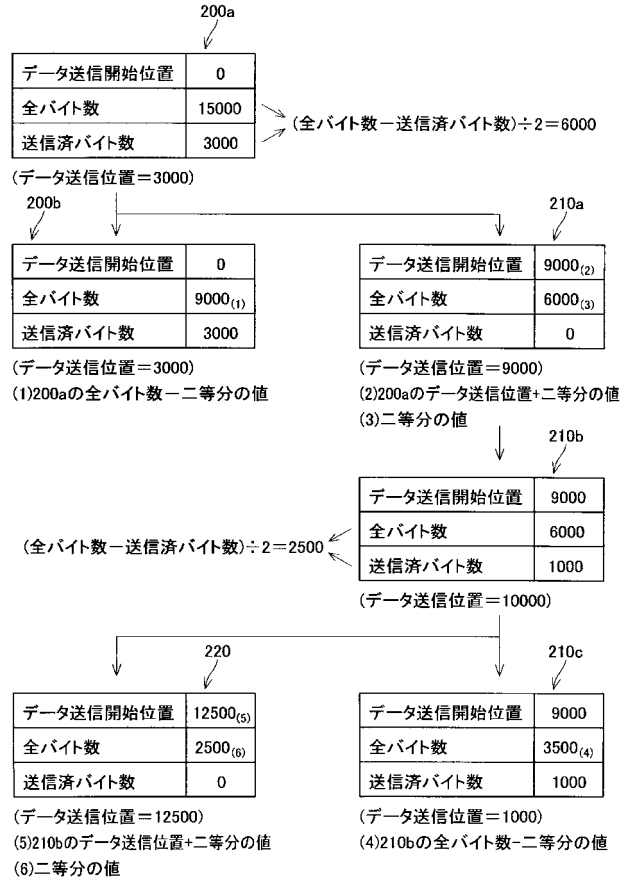 200a
データ送信開始位置 0
全バイト数 15000
送信済バイト数 3000
(全バイト数－送信済バイト数)÷2＝6000
(データ送信位置＝3000)
200b
データ送信開始位置 0
全バイト数 9000(1)
送信済バイト数 3000
(データ送信位置＝3000)
(1)200aの全バイト数－二等分の値
210a
データ送信開始位置 9000(2)
全バイト数 6000(3)
送信済バイト数 0
(データ送信位置＝9000)
(2)200aのデータ送信位置+二等分の値
(3)二等分の値
210b
データ送信開始位置 9000
全バイト数 6000
送信済バイト数 1000
(全バイト数－送信済バイト数)÷2＝2500
(データ送信位置＝10000)
220
データ送信開始位置 12500(5)
全バイト数 2500(6)
送信済バイト数 0
(データ送信位置＝12500)
(5)210bのデータ送信位置+二等分の値
(6)二等分の値
210c
データ送信開始位置 9000
全バイト数 3500(4)
送信済バイト数 1000
(データ送信位置＝1000)
(4)210bの全バイト数-二等分の値